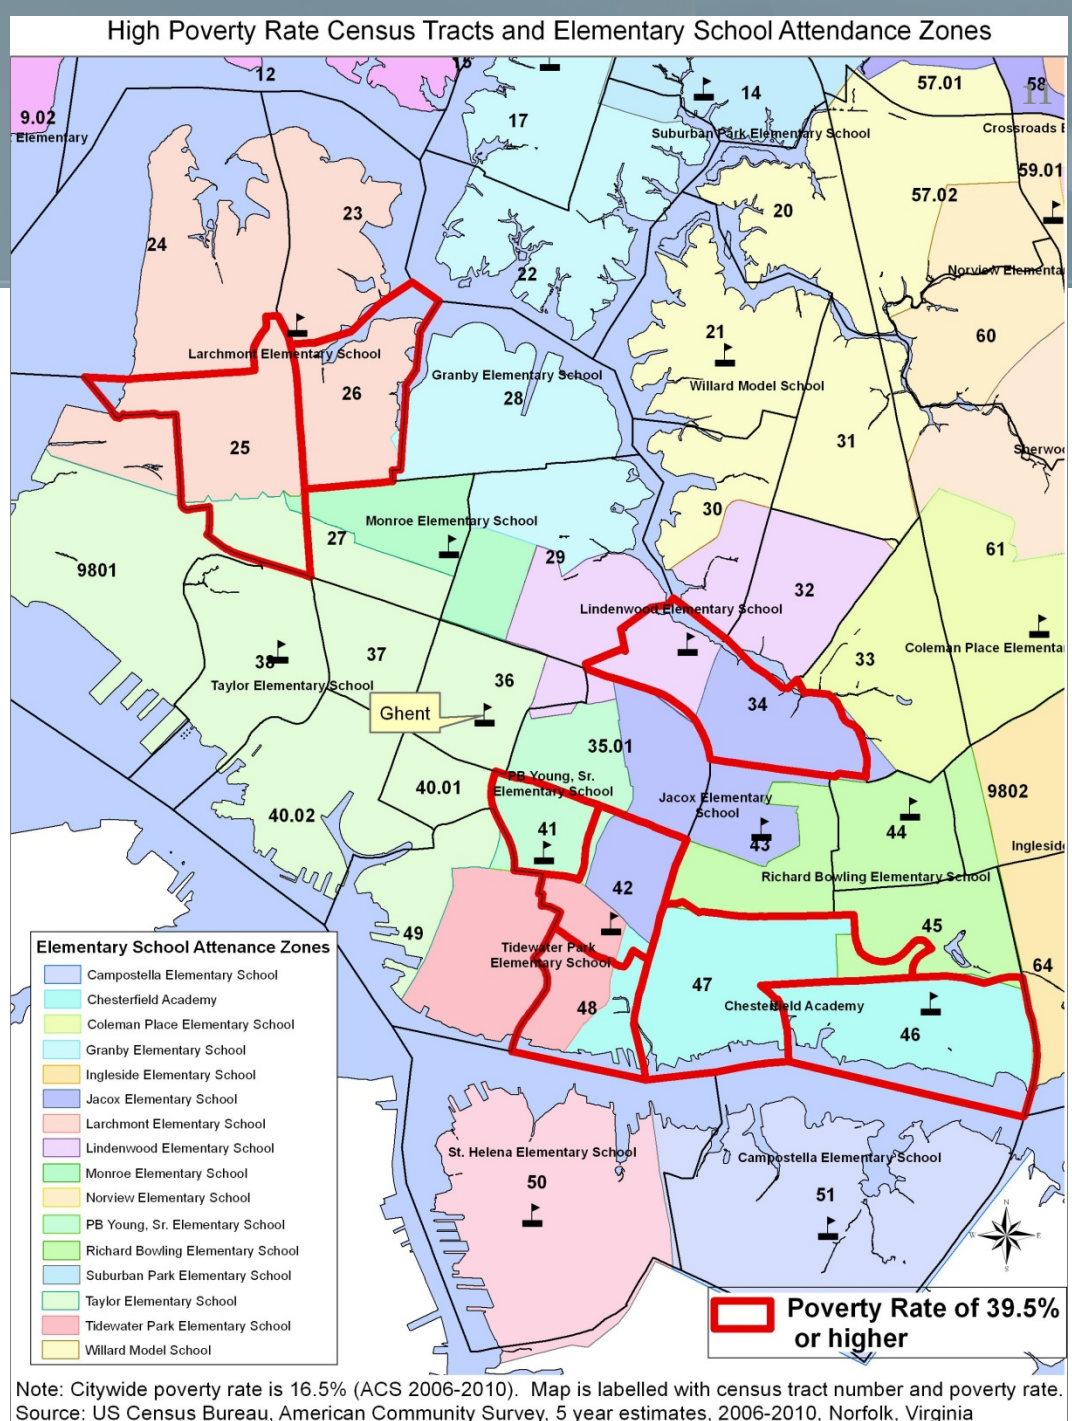 High Poverty Rate Census Tracts and Elementary School Attendance Zones
12
9.02
Elementary
17
14
Suburban Park Elementary School
57.01
58
11
Crossroads E
59.01
57.02
20
23
24
22
Norview Elementa
21
60
Larchmont Elementary School
Granby Elementary School
Willard Model School
26
28
31
25
Sherwoo
30
Monroe Elementary School
27
29
61
9801
32
Lindenwood Elementary School
Coleman Place Elementa
33
38
37
36
Taylor Elementary School
34
Ghent
35.01
PB Young, Sr.
Elementary School
40.01
40.02
Jacox Elementary
School
9802
41
43
44
Ingleside
Richard Bowling Elementary School
42
49
45
Tidewater Park
Elementary School
64
47
Chesterfield Academy
48
46
Elementary School Attenance Zones
Campostella Elementary School
Chesterfield Academy
Coleman Place Elementary School
Granby Elementary School
Ingleside Elementary School
Jacox Elementary School
Larchmont Elementary School
Lindenwood Elementary School
Monroe Elementary School
Norview Elementary School
PB Young, Sr. Elementary School
Richard Bowling Elementary School
Suburban Park Elementary School
Taylor Elementary School
Tidewater Park Elementary School
Willard Model School
St. Helena Elementary School
50
Campostella Elementary School
51
N
W
E
S
Poverty Rate of 39.5%
or higher
Note: Citywide poverty rate is 16.5% (ACS 2006-2010). Map is labelled with census tract number and poverty rate.
Source: US Census Bureau, American Community Survey, 5 year estimates, 2006-2010, Norfolk, Virginia